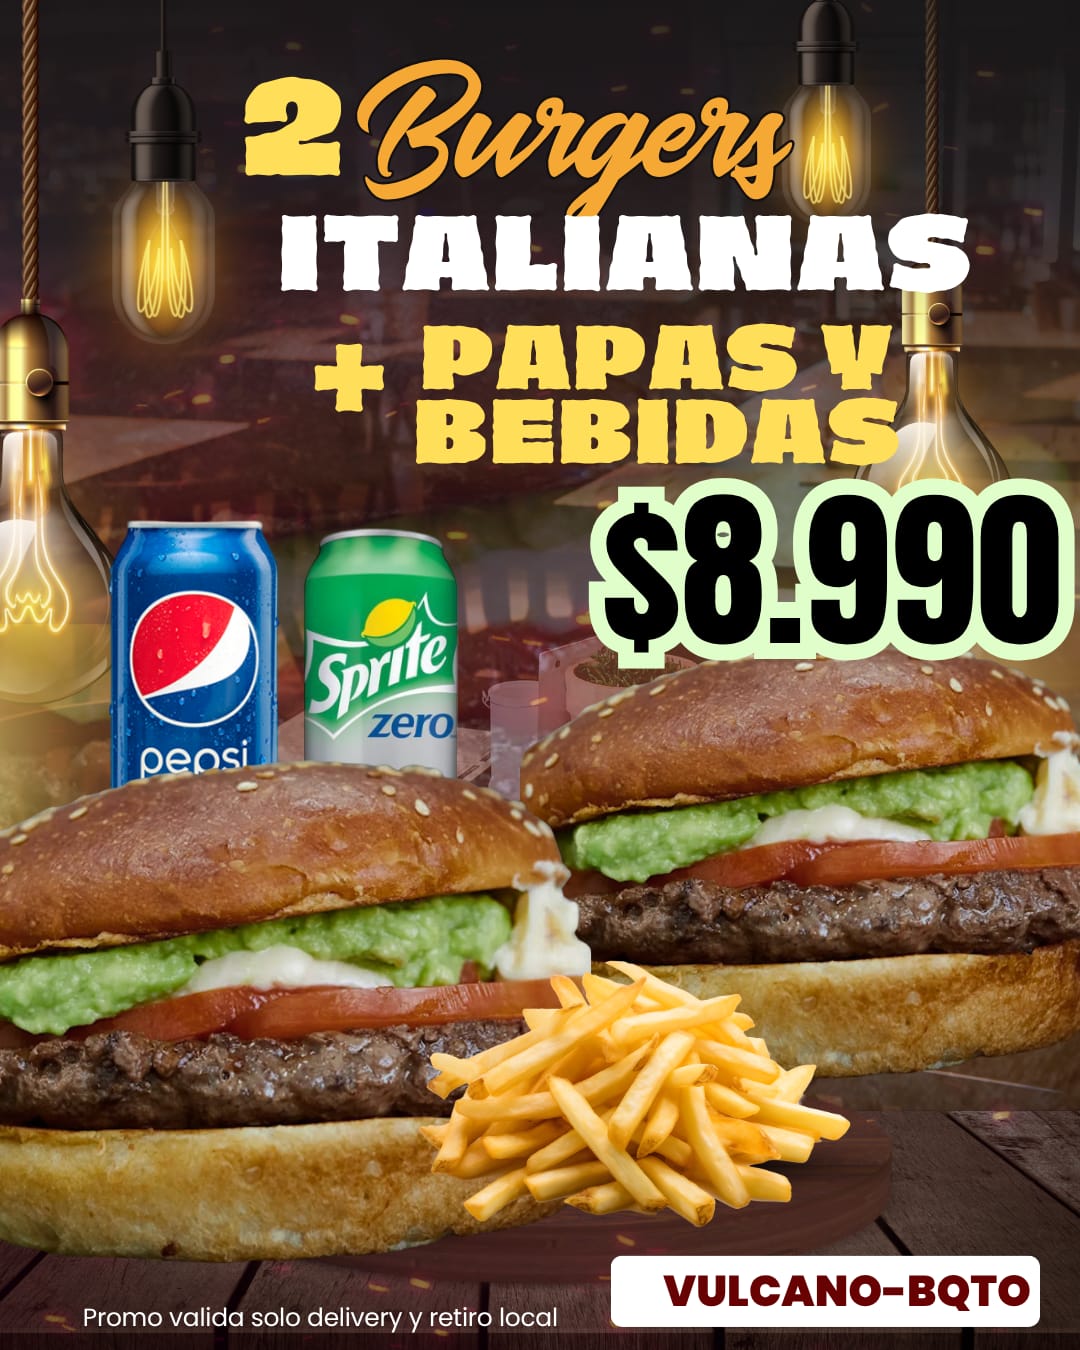 2 Burgers
ITALIANAS
+ PAPAS Y
BEBIDAS
$8.990
pepsi
Sprite
zero
Promo valida solo delivery y retiro local
VULCANO-BQTO